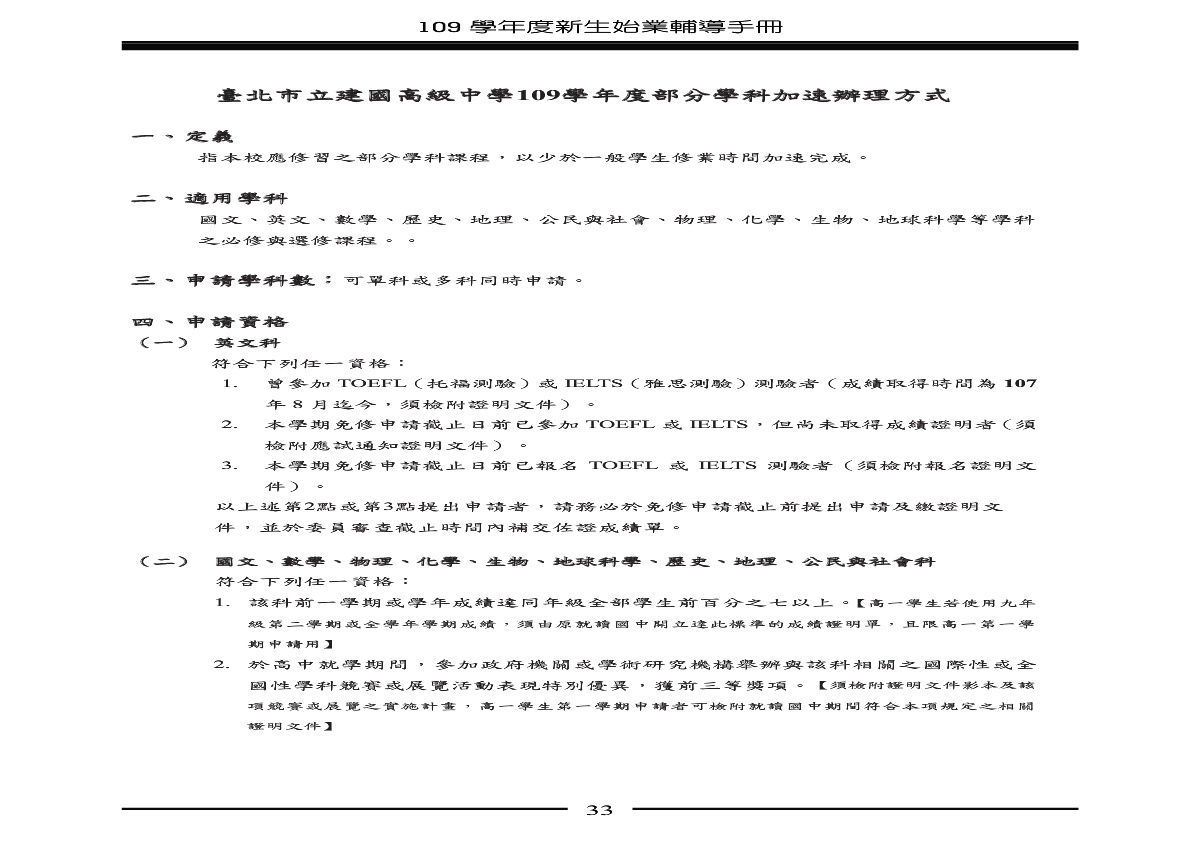 109 學年度新生始業輔導手冊
臺北市立建國高級中學109學年度部分學科加速辦理方式
一、定義
指本校應修習之部分學科課程，以少於一般學生修業時間加速完成。
二、適用學科
國文、英文、數學、歷史、地理、公民與社會、物理、化學、生物、地球科學等學科
之必修與選修課程。。
三、申請學科數：可單科或多科同時申請。
四、申請資格
（一） 英文科
符合下列任一資格：
1. 曾參加 TOEFL（托福測驗）或 IELTS（雅思測驗）測驗者（成績取得時間為 107
年 8 月迄今，須檢附證明文件）。
2. 本學期免修申請截止日前已參加 TOEFL 或 IELTS，但尚未取得成績證明者（須
檢附應試通知證明文件）。
3. 本學期免修申請截止日前已報名 TOEFL 或 IELTS 測驗者（須檢附報名證明文
件）。
以上述第2點或第3點提出申請者，請務必於免修申請截止前提出申請及繳證明文
件，並於委員審查截止時間內補交佐證成績單。
（二） 國文、數學、物理、化學、生物、地球科學、歷史、地理、公民與社會科
符合下列任一資格：
1. 該科前一學期或學年成績達同年級全部學生前百分之七以上。【高一學生若使用九年
級第二學期或全學年學期成績，須由原就讀國中開立達此標準的成績證明單，且限高一第一學
期申請用】
2. 於高中就學期間，參加政府機關或學術研究機構舉辦與該科相關之國際性或全
國性學科競賽或展覽活動表現特別優異，獲前三等獎項。【須檢附證明文件影本及該
項競賽或展覽之實施計畫，高一學生第一學期申請者可檢附就讀國中期間符合本項規定之相關
證明文件】
33